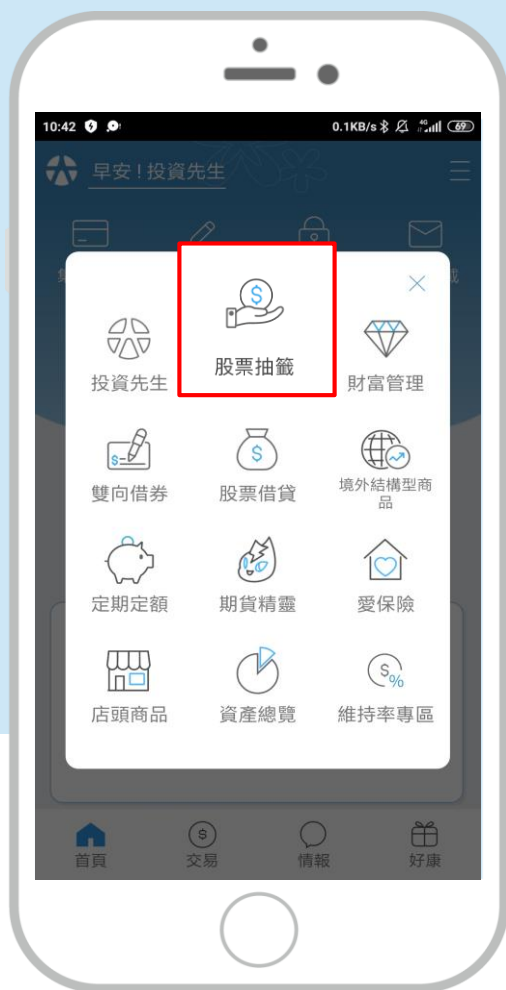 10:42
0.1KB/s 4G 69
早安！投資先生
股票抽籤
投資先生
財富管理
雙向借券
股票借貸
境外結構型商
品
定期定額
期貨精靈
愛保險
店頭商品
資產總覽
維持率專區
首頁
交易
情報
好康